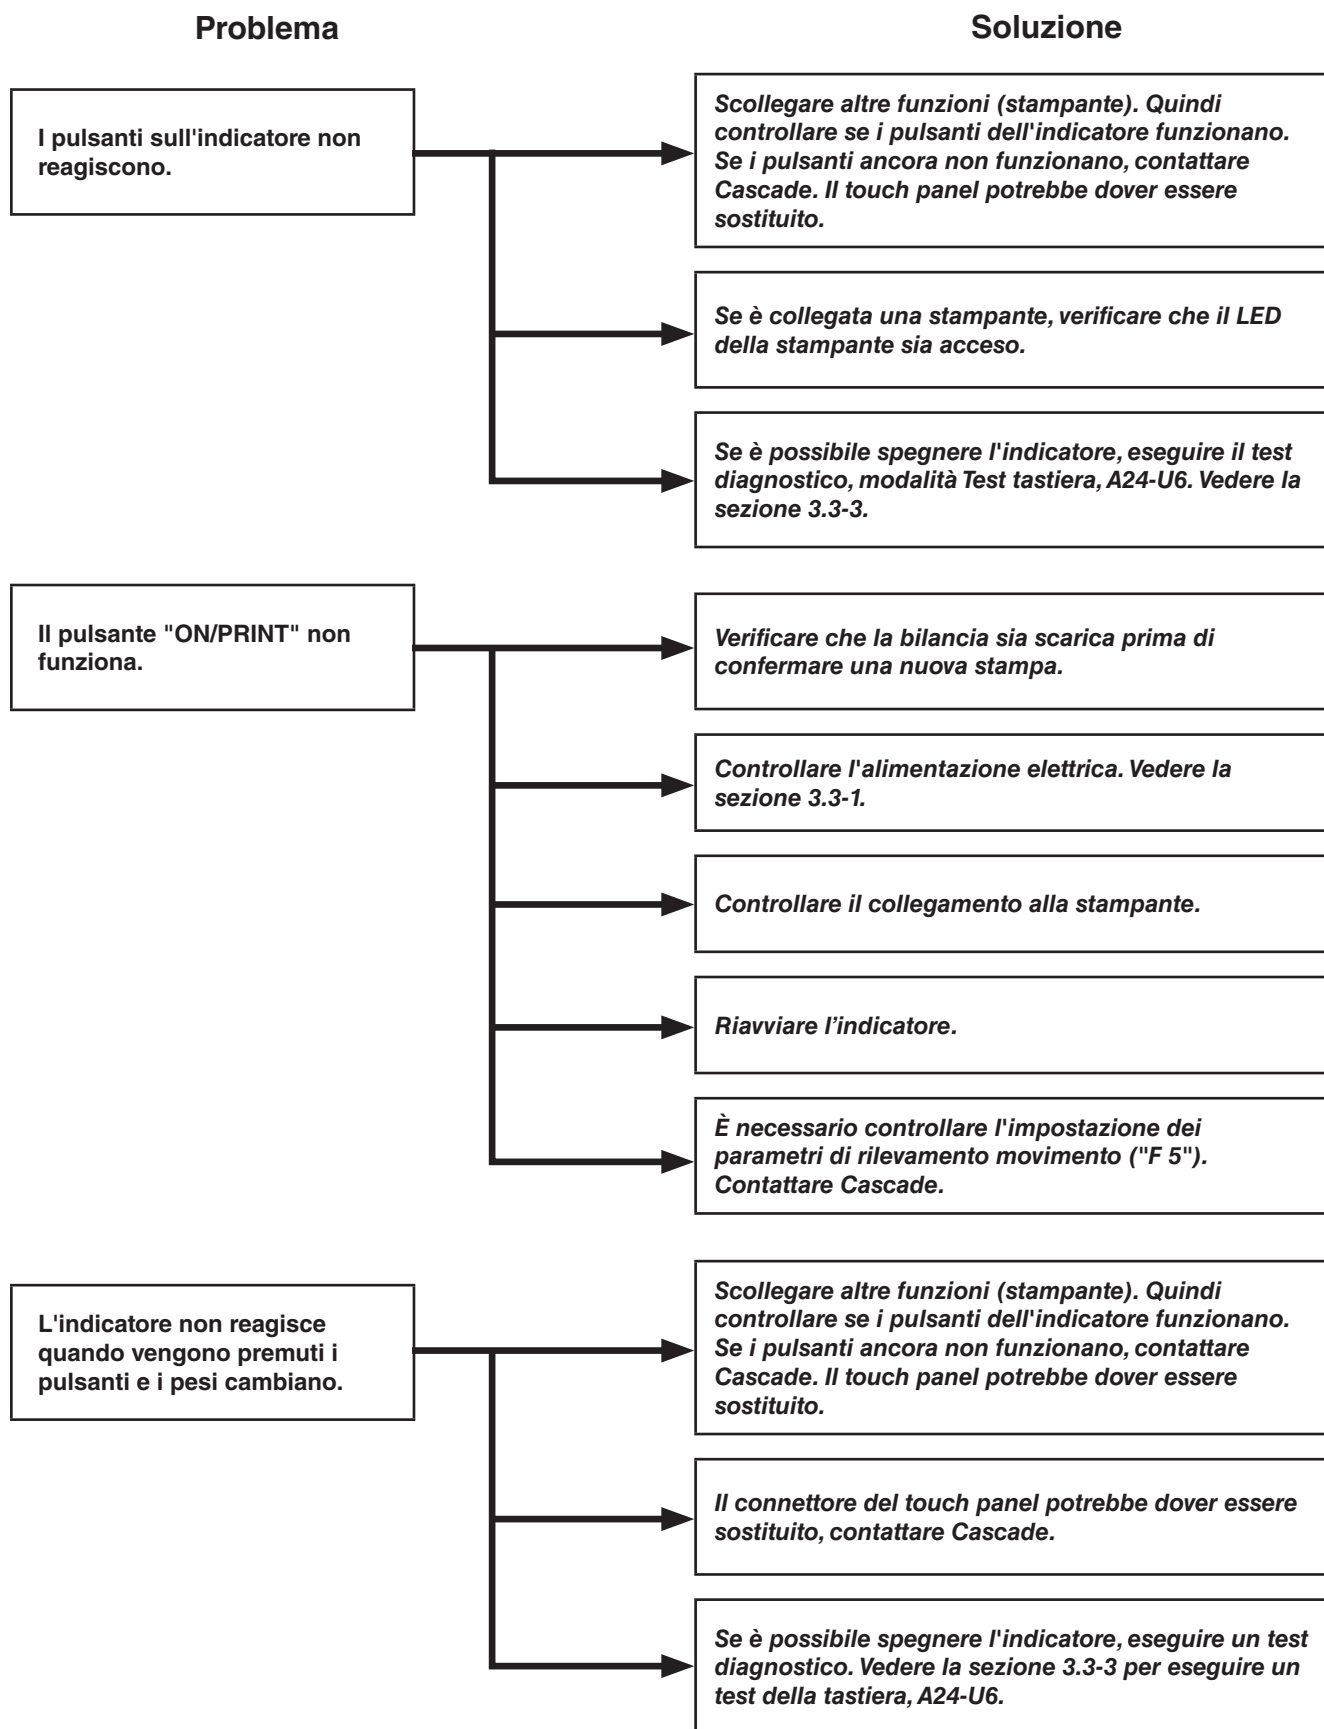 Problema
Soluzione
I pulsanti sull'indicatore non
reagiscono.
Scollegare altre funzioni (stampante). Quindi
controllare se i pulsanti dell'indicatore funzionano.
Se i pulsanti ancora non funzionano, contattare
Cascade. Il touch panel potrebbe dover essere
sostituito.
Se è collegata una stampante, verificare che il LED
della stampante sia acceso.
Se è possibile spegnere l'indicatore, eseguire il test
diagnostico, modalità Test tastiera, A24-U6. Vedere la
sezione 3.3-3.
Il pulsante "ON/PRINT" non
funziona.
Verificare che la bilancia sia scarica prima di
confermare una nuova stampa.
Controllare l'alimentazione elettrica. Vedere la
sezione 3.3-1.
Controllare il collegamento alla stampante.
Riavviare l’indicatore.
È necessario controllare l'impostazione dei
parametri di rilevamento movimento ("F 5").
Contattare Cascade.
L'indicatore non reagisce
quando vengono premuti i
pulsanti e i pesi cambiano.
Scollegare altre funzioni (stampante). Quindi
controllare se i pulsanti dell'indicatore funzionano.
Se i pulsanti ancora non funzionano, contattare
Cascade. Il touch panel potrebbe dover essere
sostituito.
Il connettore del touch panel potrebbe dover essere
sostituito, contattare Cascade.
Se è possibile spegnere l'indicatore, eseguire un test
diagnostico. Vedere la sezione 3.3-3 per eseguire un
test della tastiera, A24-U6.